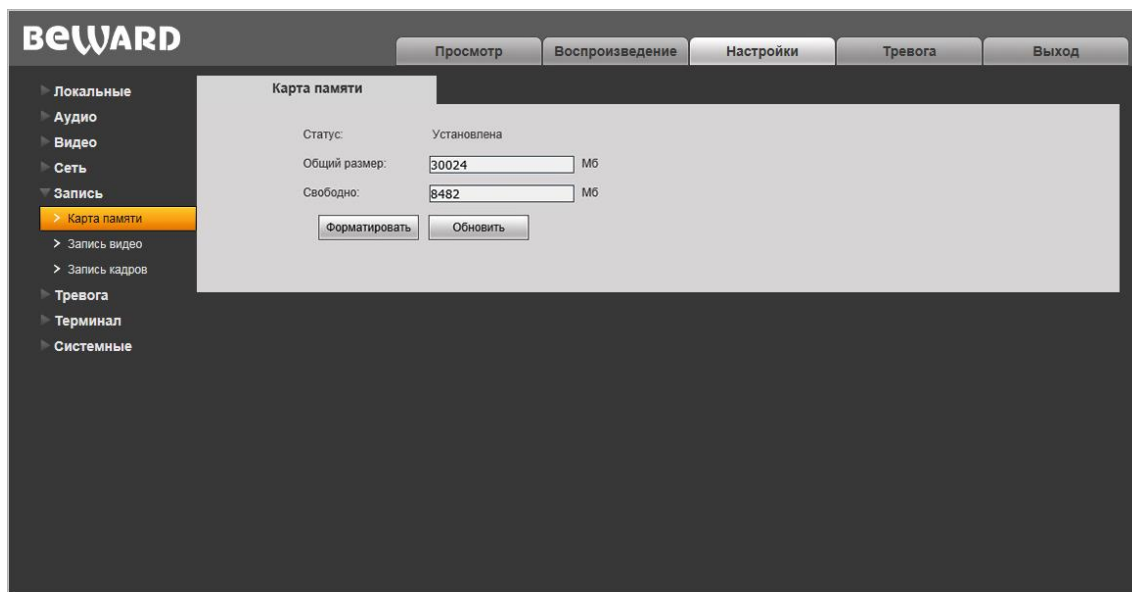 BEWARD
Просмотр Воспроизведение Настройки Тревога Выход
Локальные
Аудио
Видео
Сеть
Запись
> Карта памяти
> Запись видео
> Запись кадров
Тревога
Терминал
Системные
Карта памяти
Статус: Установлена
Общий размер: 30024 Мб
Свободно: 8482 Мб
Форматировать Обновить